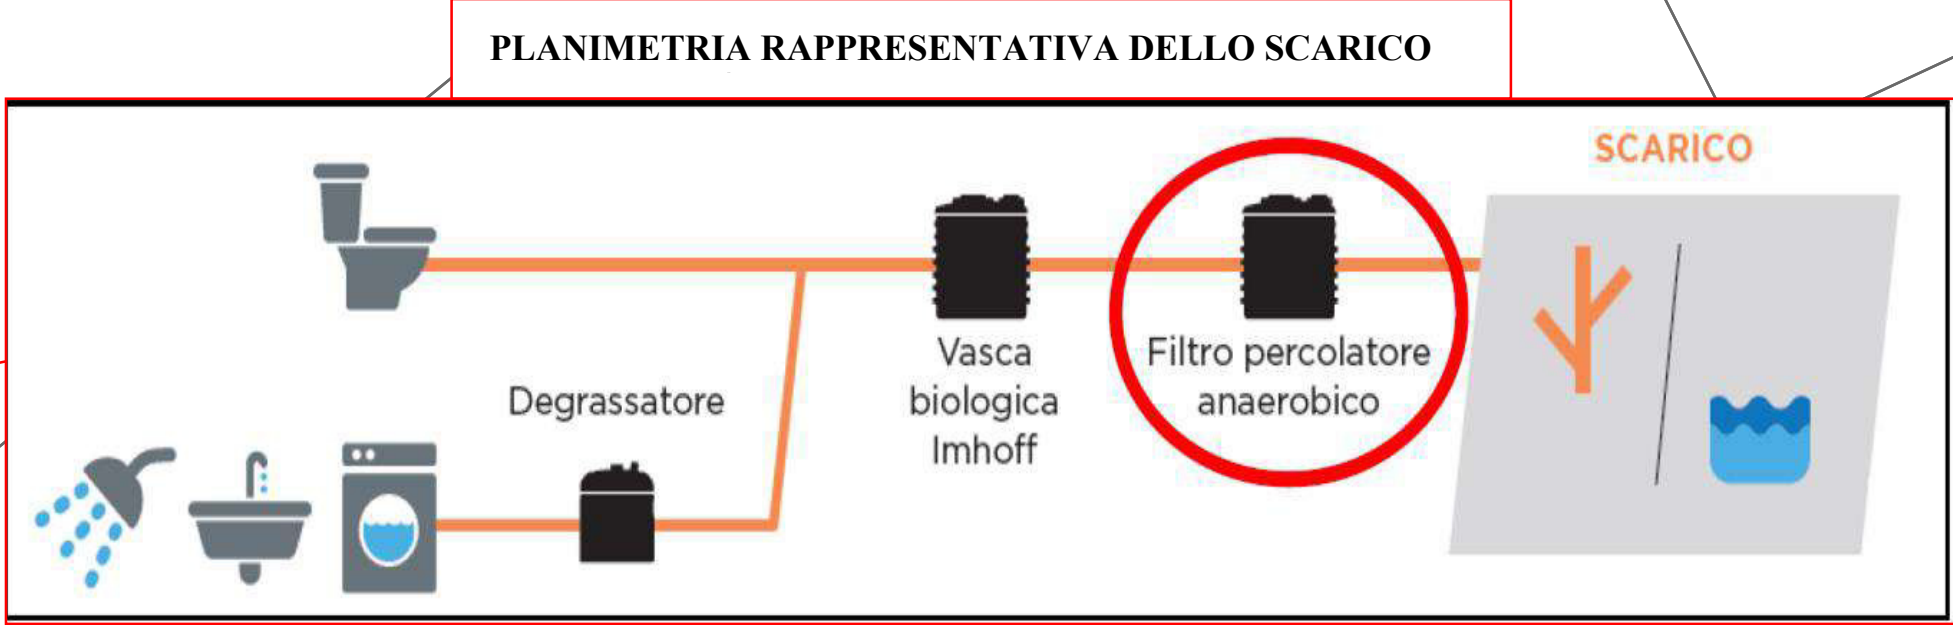 PLANIMETRIA RAPPRESENTATIVA DELLO SCARICO
SCARICO
Vasca
biologica
Imhoff
Filtro percolatore
anaerobico
Degrassatore